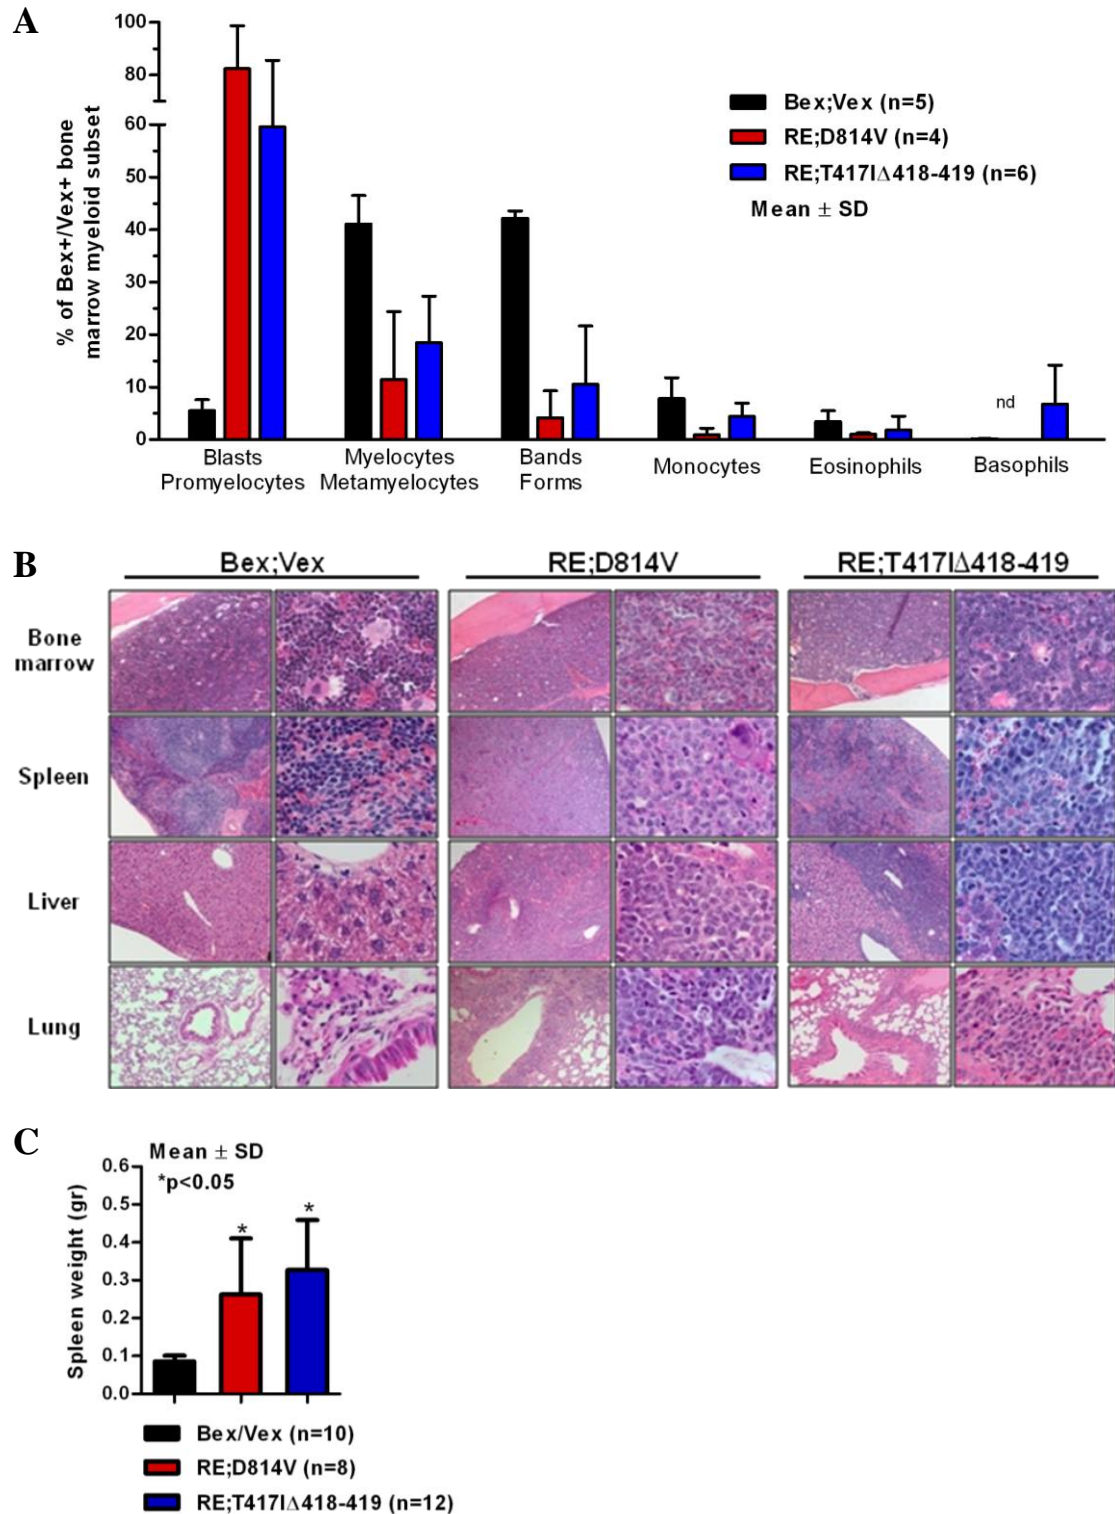 A
% of Bex+/Vex+ bone
marrow myeloid subset
100
80
60
50
40
30
20
10
0
Bex;Vex (n=5)
RE;D814V (n=4)
RE;T417IΔ418-419 (n=6)
Mean ± SD
nd
Blasts
Promyelocytes
Myelocytes
Metamyelocytes
Bands
Forms
Monocytes
Eosinophils
Basophils
B
Bex;Vex
RE;D814V
RE;T417IΔ418-419
Bone
marrow
Spleen
Liver
Lung
C
Mean ± SD
*p<0.05
Spleen weight (gr)
0.6
0.5
0.4
0.3
0.2
0.1
0.0
*
*
Bex/Vex (n=10)
RE;D814V (n=8)
RE;T417IΔ418-419 (n=12)